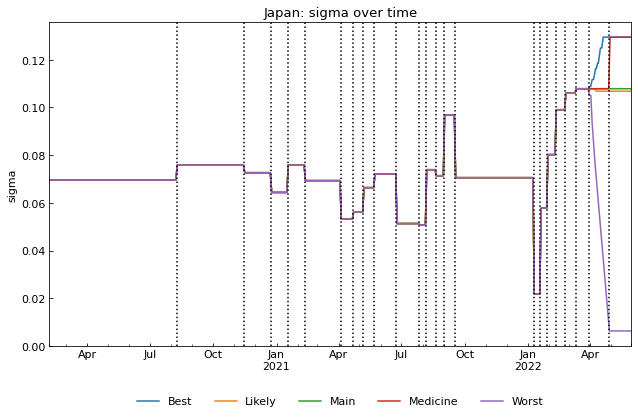 Japan: sigma over time
0.12
0.10
0.08
0.06
0.04
0.02
0.00
sigma
Apr Jul Oct Jan Apr Jul Oct Jan Apr
2021 2022
Best Likely Main Medicine Worst